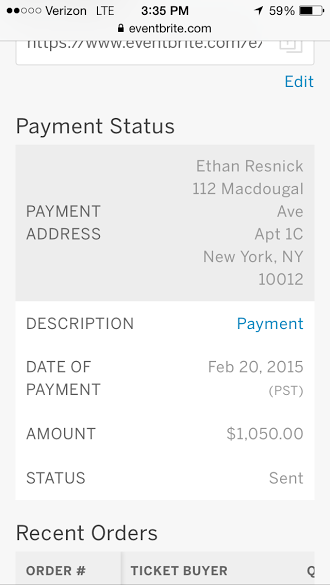 Verizon LTE 3:35 PM 59%
eventbrite.com
https://www.eventbrite.com/e/
Edit
Payment Status
PAYMENT ADDRESS
Ethan Resnick
112 Macdougal
Ave
Apt 1C
New York, NY
10012
DESCRIPTION Payment
DATE OF PAYMENT
Feb 20, 2015
(PST)
AMOUNT $1,050.00
STATUS Sent
Recent Orders
ORDER # TICKET BUYER Q